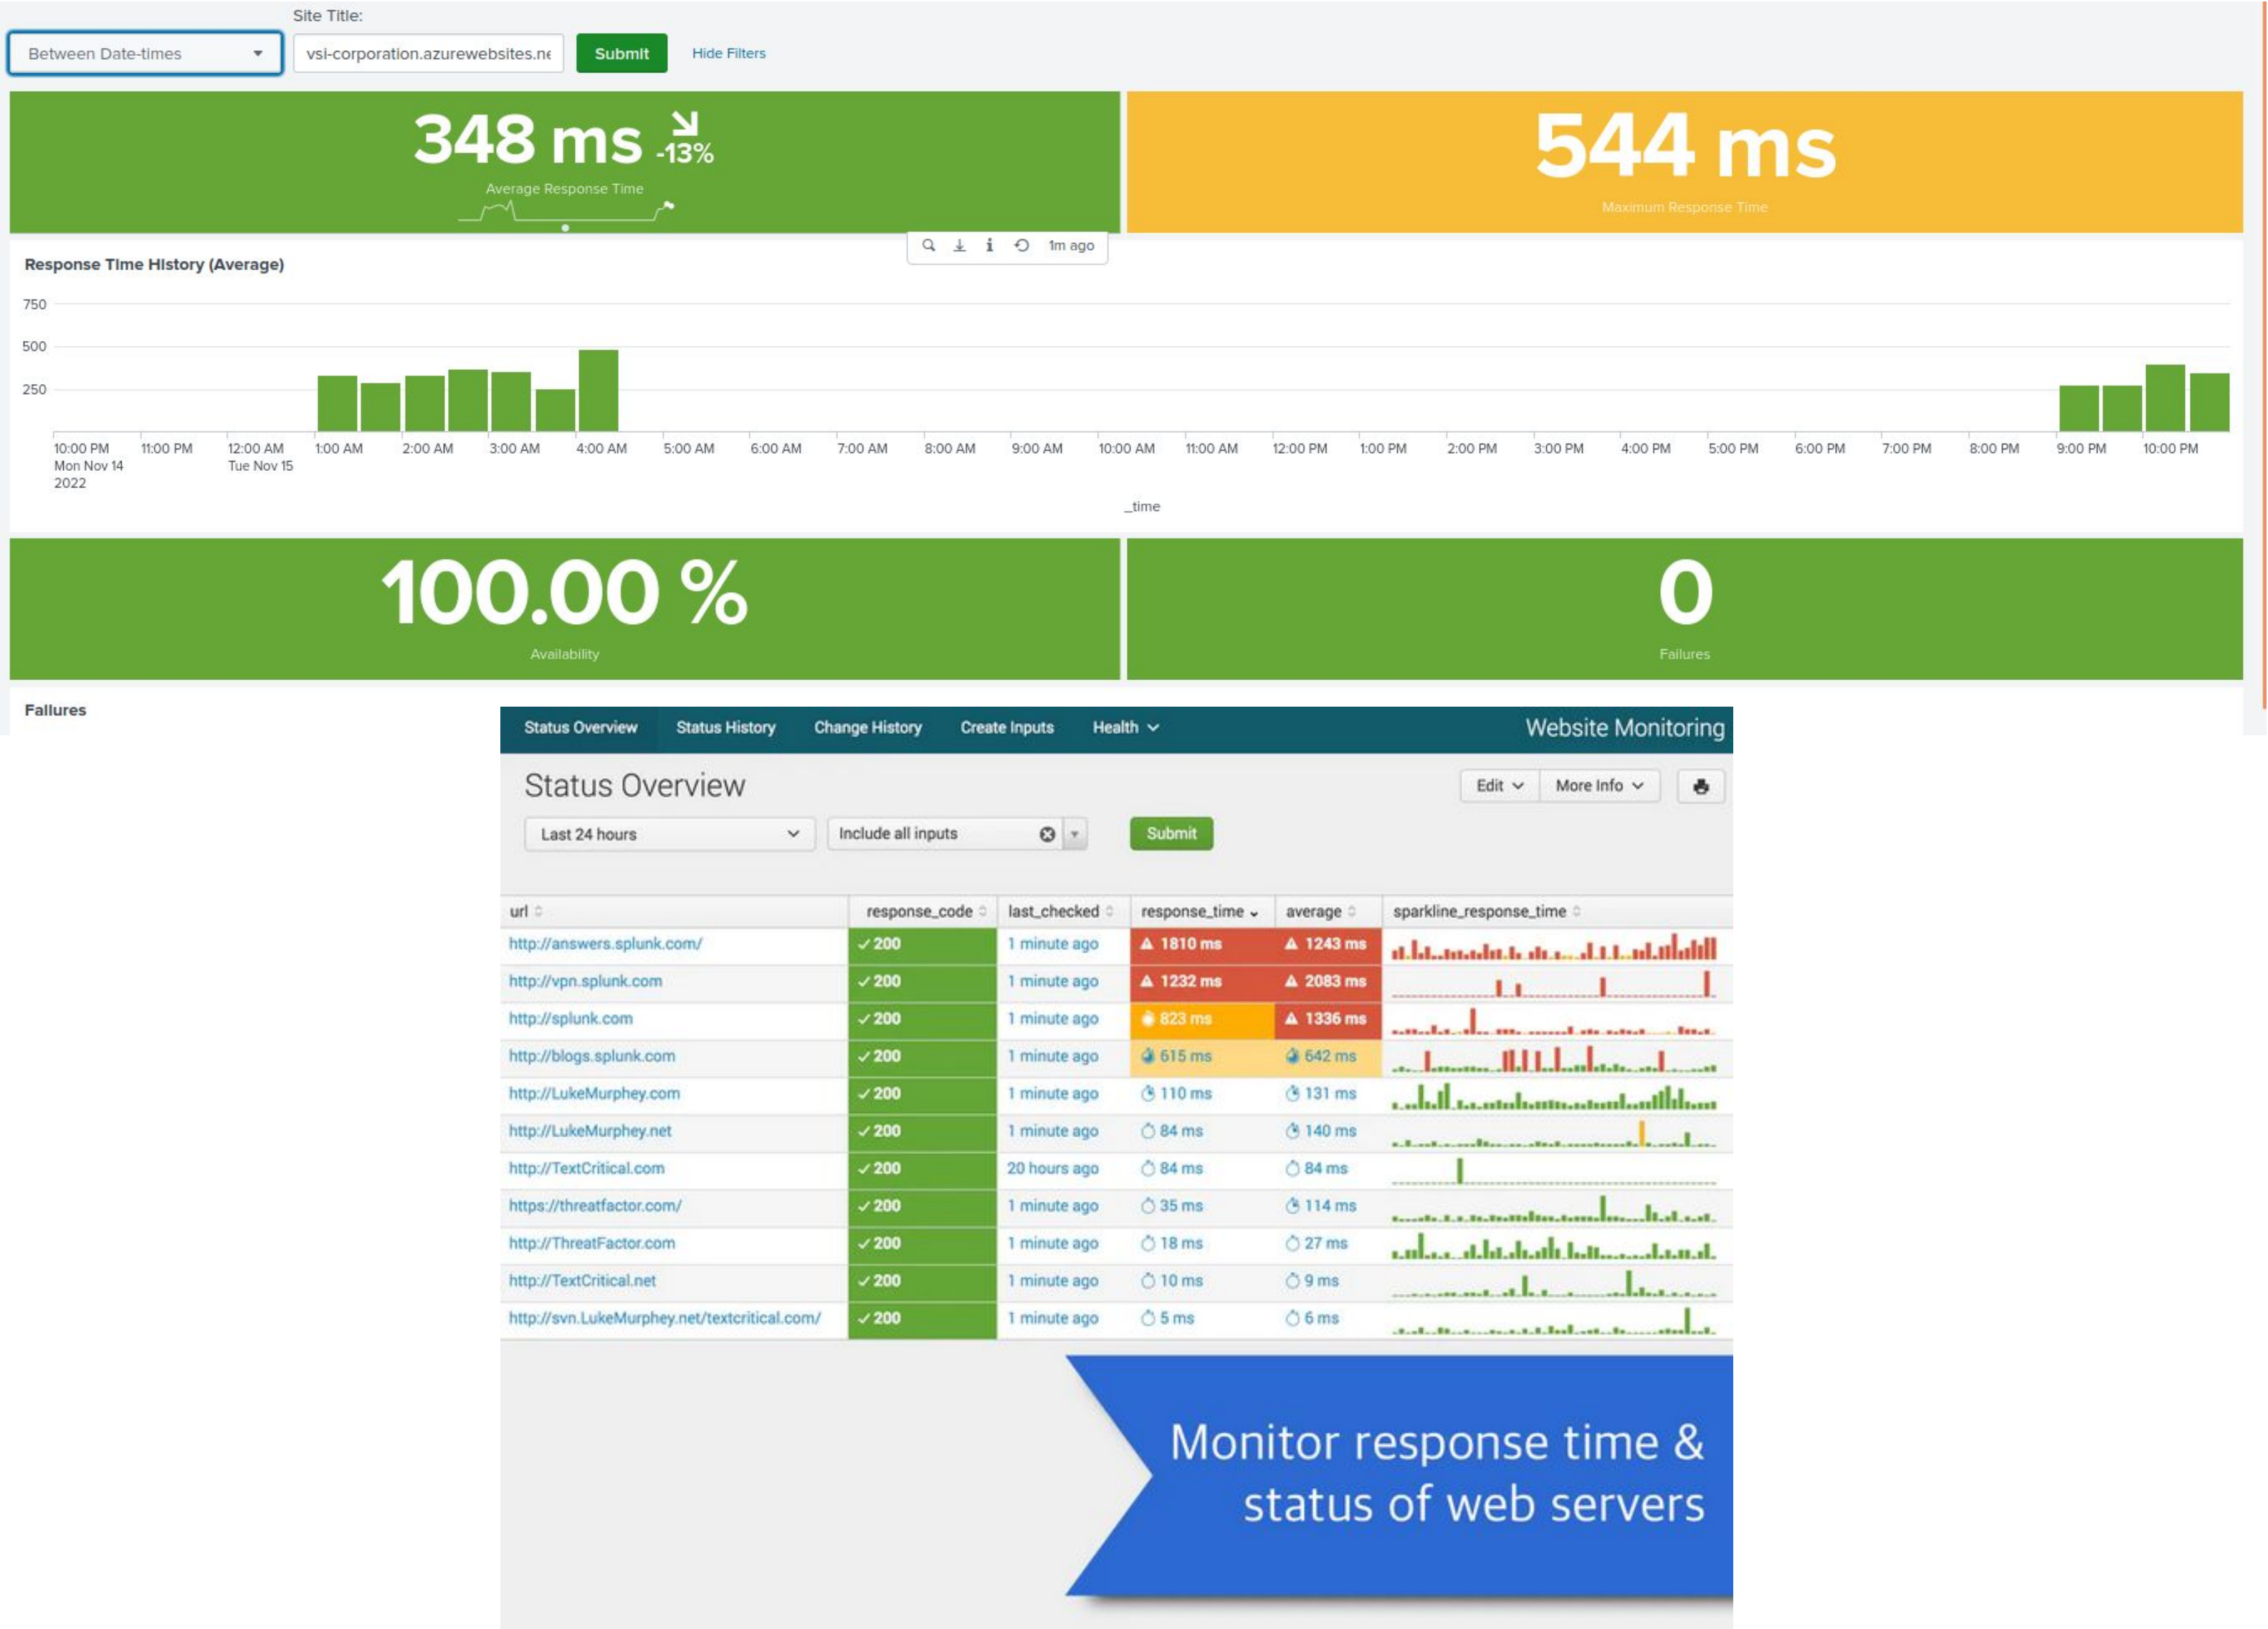 Site Title:
Between Date-times
vsi-corporation.azurewebsites.ne
Submit
Hide Filters
348 ms -13%
Average Response Time
544 ms
Maximum Response Time
1m ago
Response Time History (Average)
750
500
250
10:00 PM 11:00 PM 12:00 AM 1:00 AM 2:00 AM 3:00 AM 4:00 AM 5:00 AM 6:00 AM 7:00 AM 8:00 AM 9:00 AM 10:00 AM 11:00 AM 12:00 PM 1:00 PM 2:00 PM 3:00 PM 4:00 PM 5:00 PM 6:00 PM 7:00 PM 8:00 PM 9:00 PM 10:00 PM
Mon Nov 14 Tue Nov 15
2022
_time
100.00 %
Availability
0
Failures
Failures
Status Overview Status History Change History Create Inputs Health Website Monitoring
Status Overview
Edit More Info
Last 24 hours Include all inputs Submit
url response_code last_checked response_time average sparkline_response_time
http://answers.splunk.com/ 200 1 minute ago 1810 ms 1243 ms
http://vpn.splunk.com 200 1 minute ago 1232 ms 2083 ms
http://splunk.com 200 1 minute ago 823 ms 1336 ms
http://blogs.splunk.com 200 1 minute ago 615 ms 642 ms
http://LukeMurphey.com 200 1 minute ago 110 ms 131 ms
http://LukeMurphey.net 200 1 minute ago 84 ms 140 ms
http://TextCritical.com 200 20 hours ago 84 ms 84 ms
https://threatfactor.com/ 200 1 minute ago 35 ms 114 ms
http://ThreatFactor.com 200 1 minute ago 18 ms 27 ms
http://TextCritical.net 200 1 minute ago 10 ms 9 ms
http://svn.LukeMurphey.net/textcritical.com/ 200 1 minute ago 5 ms 6 ms
Monitor response time &
status of web servers